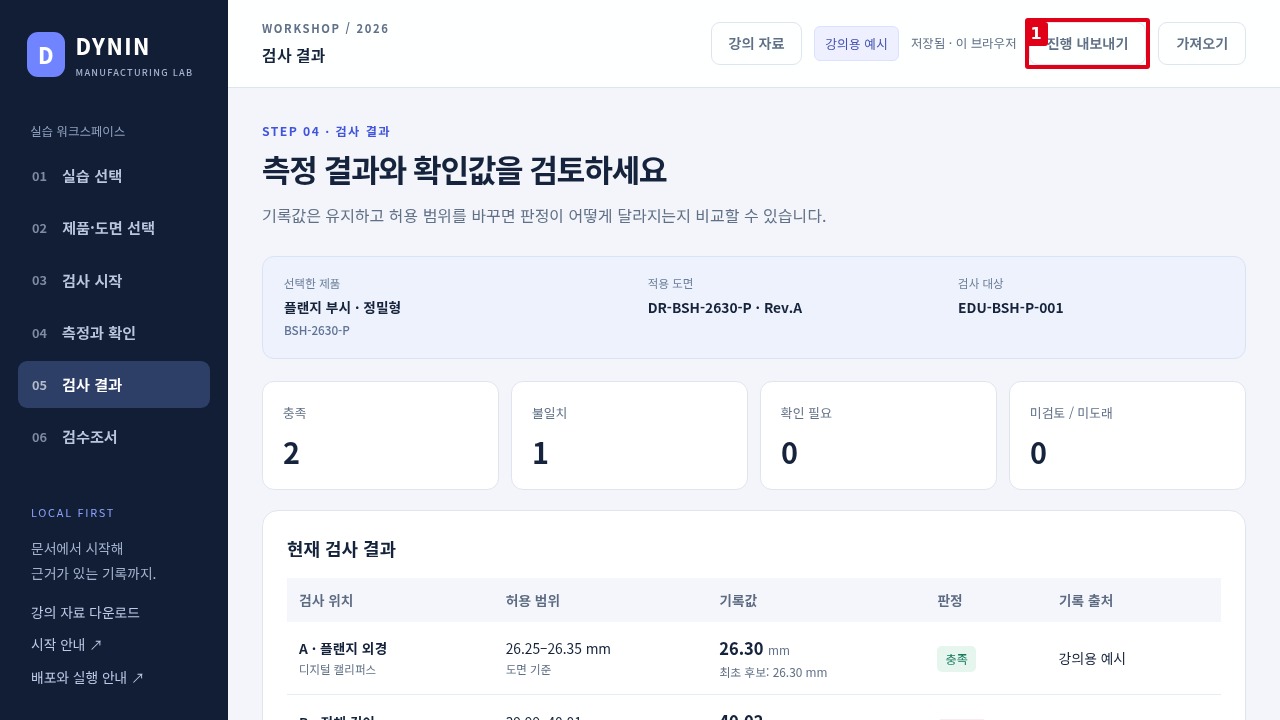 D DYNIN
MANUFACTURING LAB
실습 워크스페이스
01 실습 선택
02 제품·도면 선택
03 검사 시작
04 측정과 확인
05 검사 결과
06 검수조서
LOCAL FIRST
문서에서 시작해
근거가 있는 기록까지.
강의 자료 다운로드
시작 안내 ↗
배포와 실행 안내 ↗
WORKSHOP / 2026
검사 결과
강의 자료
강의용 예시
저장됨 · 이 브라우저
1
진행 내보내기
가져오기
STEP 04 · 검사 결과
측정 결과와 확인값을 검토하세요
기록값은 유지하고 허용 범위를 바꾸면 판정이 어떻게 달라지는지 비교할 수 있습니다.
선택한 제품
플랜지 부시 · 정밀형
BSH-2630-P
적용 도면
DR-BSH-2630-P · Rev.A
검사 대상
EDU-BSH-P-001
충족
2
불일치
1
확인 필요
0
미검토 / 미도래
0
현재 검사 결과
검사 위치 허용 범위 기록값 판정 기록 출처
A · 플랜지 외경 26.25–26.35 mm 26.30 mm 충족 강의용 예시
디지털 캘리퍼스 도면 기준 최초 후보: 26.30 mm